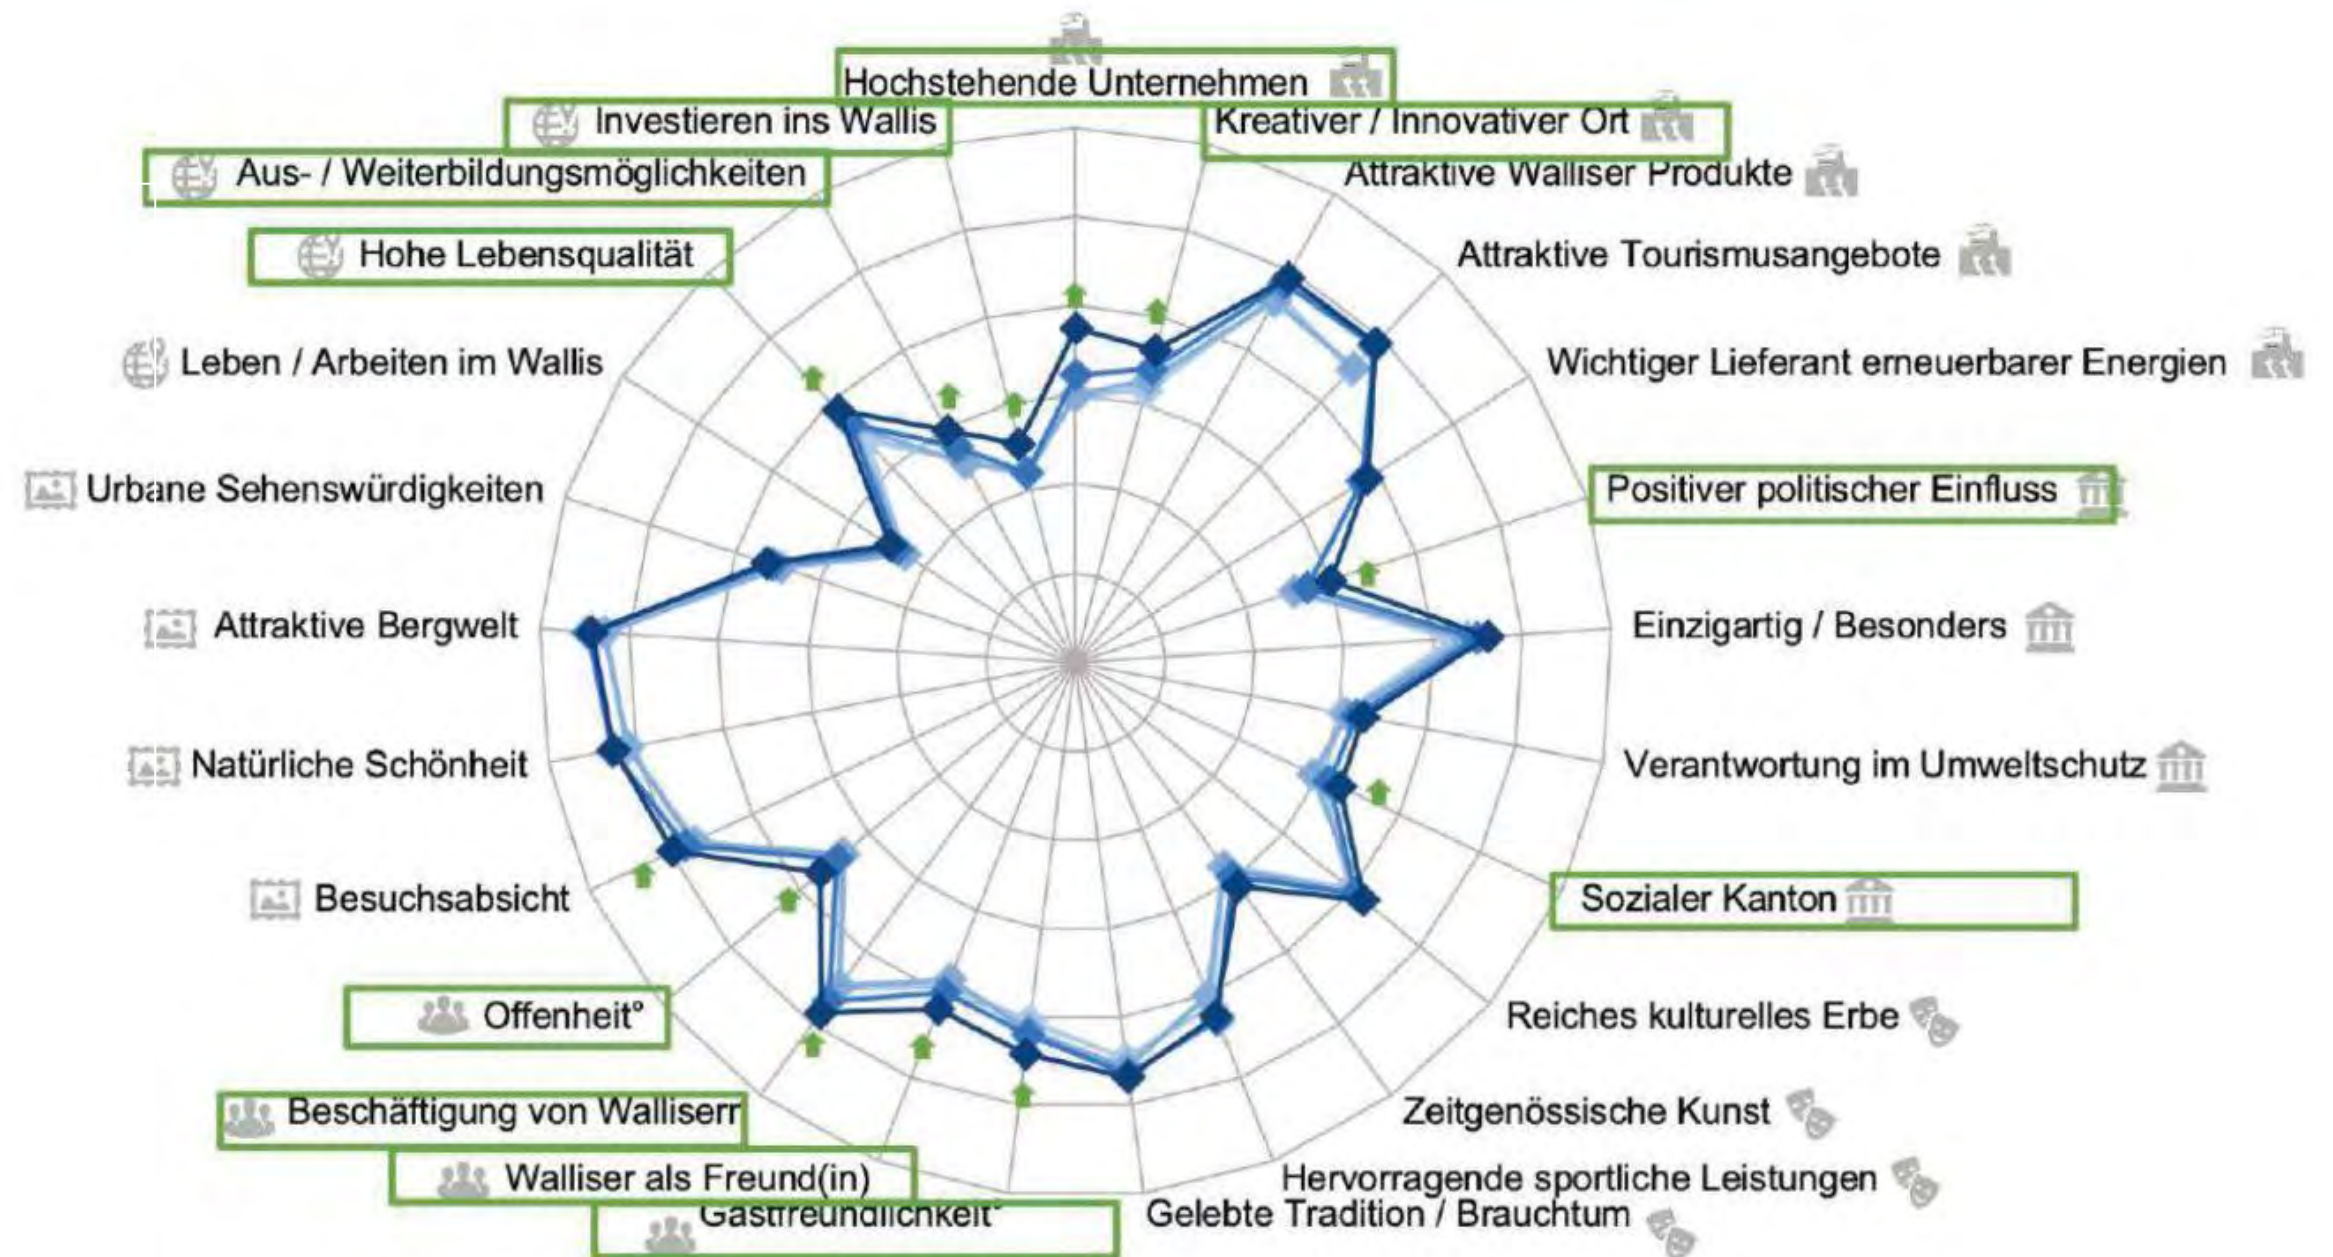 Hochstehende Unternehmen
Investieren ins Wallis
Kreativer / Innovativer Ort
Aus- / Weiterbildungsmöglichkeiten
Attraktive Walliser Produkte
Hohe Lebensqualität
Attraktive Tourismusangebote
Leben / Arbeiten im Wallis
Wichtiger Lieferant erneuerbarer Energien
Urbane Sehenswürdigkeiten
Positiver politischer Einfluss
Attraktive Bergwelt
Einzigartig / Besonders
Natürliche Schönheit
Verantwortung im Umweltschutz
Besuchsabsicht
Sozialer Kanton
Offenheit°
Reiches kulturelles Erbe
Beschäftigung von Wallisern
Zeitgenössische Kunst
Walliser als Freund(in)
Hervorragende sportliche Leistungen
Gastfreundlichkeit°
Gelebte Tradition / Brauchtum